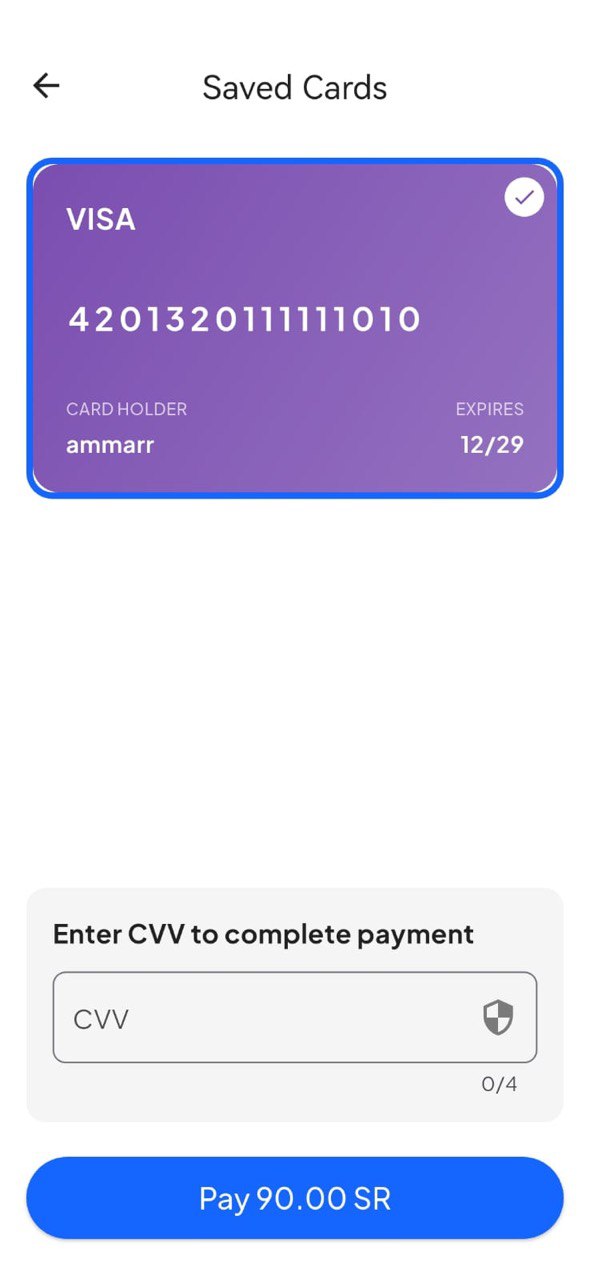 Saved Cards
VISA
4201320111111010
CARD HOLDER
EXPIRES
ammarr
12/29
Enter CVV to complete payment
CVV
0/4
Pay 90.00 SR